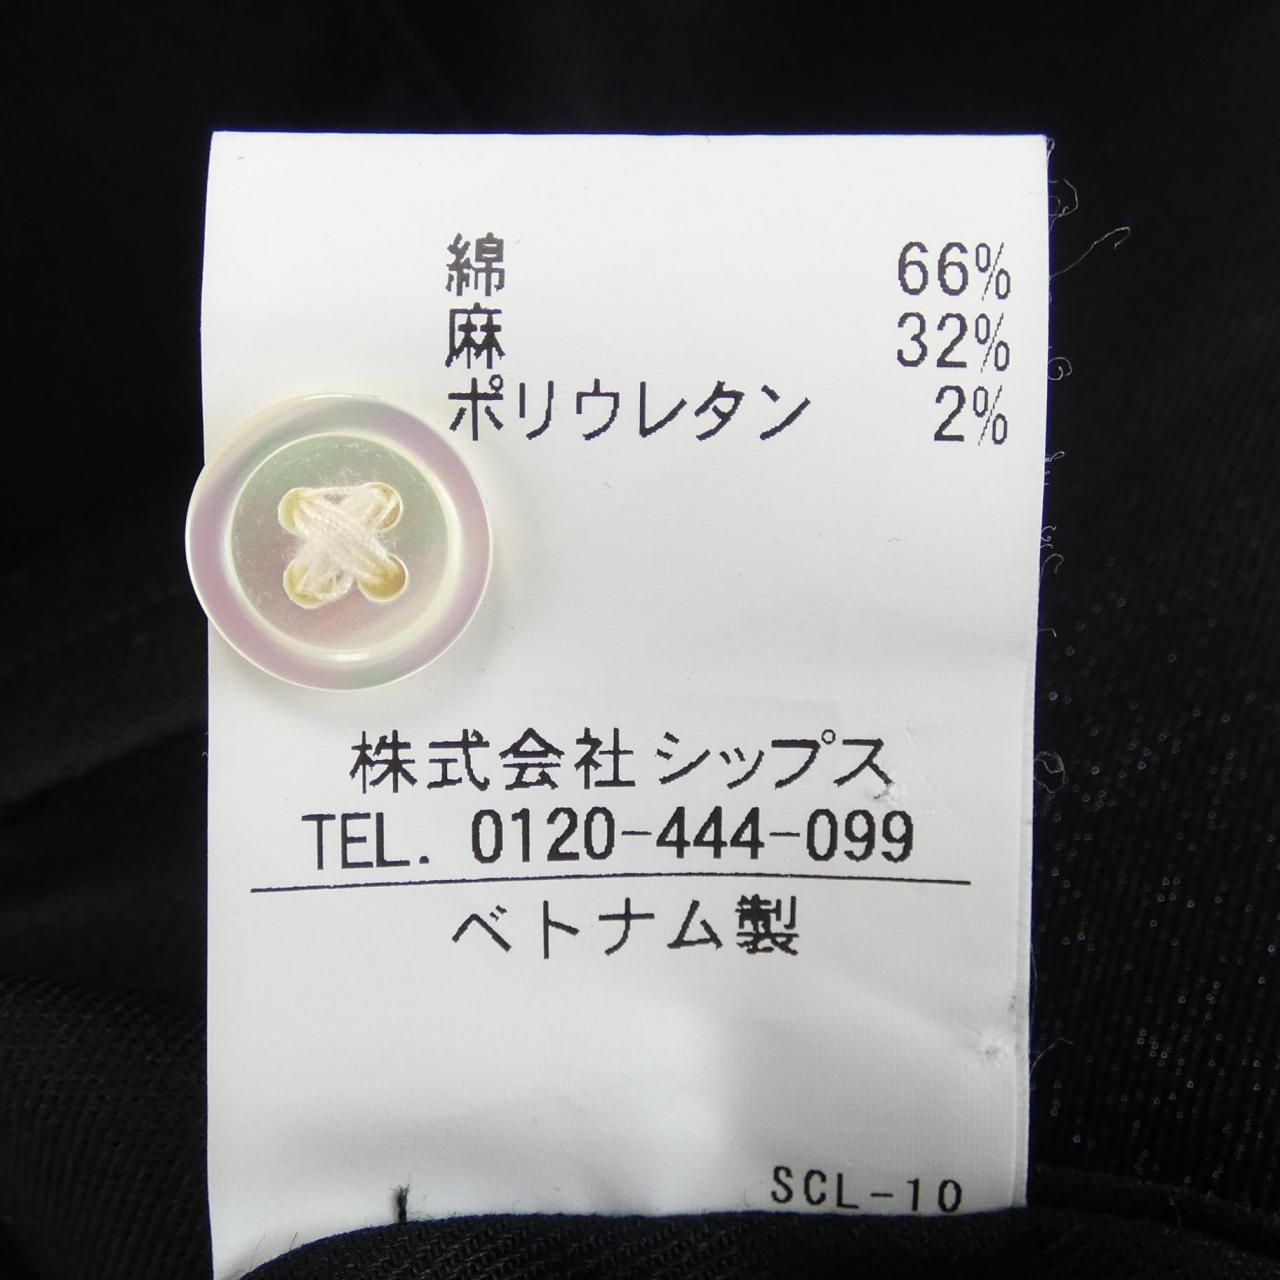 綿 66%
麻 32%
ポリウレタン 2%
株式会社シップス
TEL. 0120-444-099
ベトナム製
SCL-10